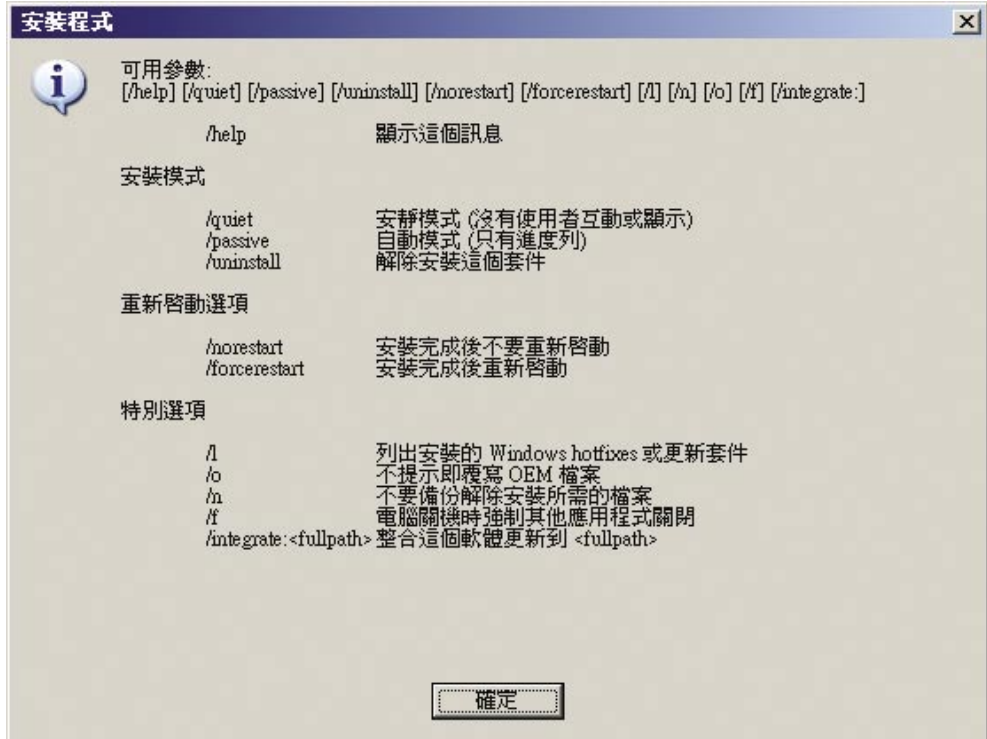 安裝程式
可用參數:
[/help] [/quiet] [/passive] [/uninstall] [/norestart] [/forcerestart] [/l] [/n] [/o] [/f] [/integrate:]
/help 顯示這個訊息
安裝模式
/quiet 安靜模式 (沒有使用者互動或顯示)
/passive 自動模式 (只有進度列)
/uninstall 解除安裝這個套件
重新啓動選項
/norestart 安裝完成後不要重新啓動
/forcerestart 安裝完成後重新啓動
特別選項
/l 列出安裝的 Windows hotfixes 或更新套件
/o 不提示即覆寫 OEM 檔案
/n 不要備份解除安裝所需的檔案
/f 電腦關機時強制其他應用程式關閉
/integrate:<fullpath> 整合這個軟體更新到 <fullpath>
確定